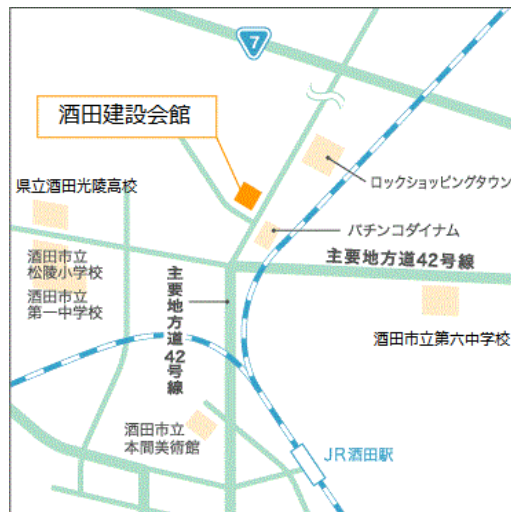 7
酒田建設会館
県立酒田光陵高校
ロックショッピングタウン
パチンコダイナム
主要地方道42号線
酒田市立
松陵小学校
酒田市立
第一中学校
主要地方道42号線
酒田市立第六中学校
酒田市立
本間美術館
JR酒田駅